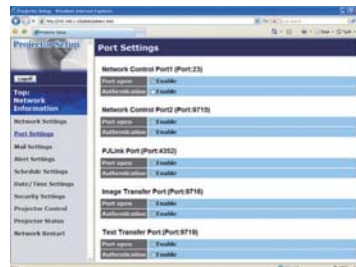 Projector Setup
Port Settings
Logoff
Top:
Network
Information
Network Settings
Port Settings
Mail Settings
Alert Settings
Schedule Settings
Date/Time Settings
Security Settings
Projector Control
Projector Status
Network Restart
Network Control Port1 (Port:23)
Port open Enable
Authentication Enable
Network Control Port2 (Port:9715)
Port open Enable
Authentication Enable
PJLink Port (Port:4352)
Port open Enable
Authentication Enable
Image Transfer Port (Port:9716)
Port open Enable
Authentication Enable
Text Transfer Port (Port:9719)
Port open Enable
Authentication Enable